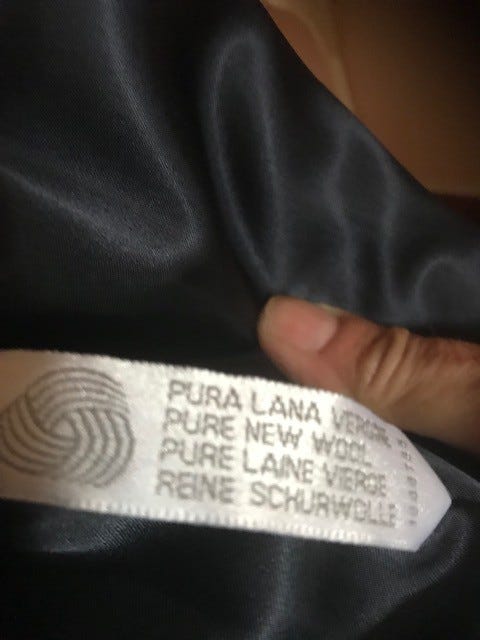 PURA LANA VERGINE
PURE NEW WOOL
PURE LAINE VIERGE
REINE SCHURWOLLE